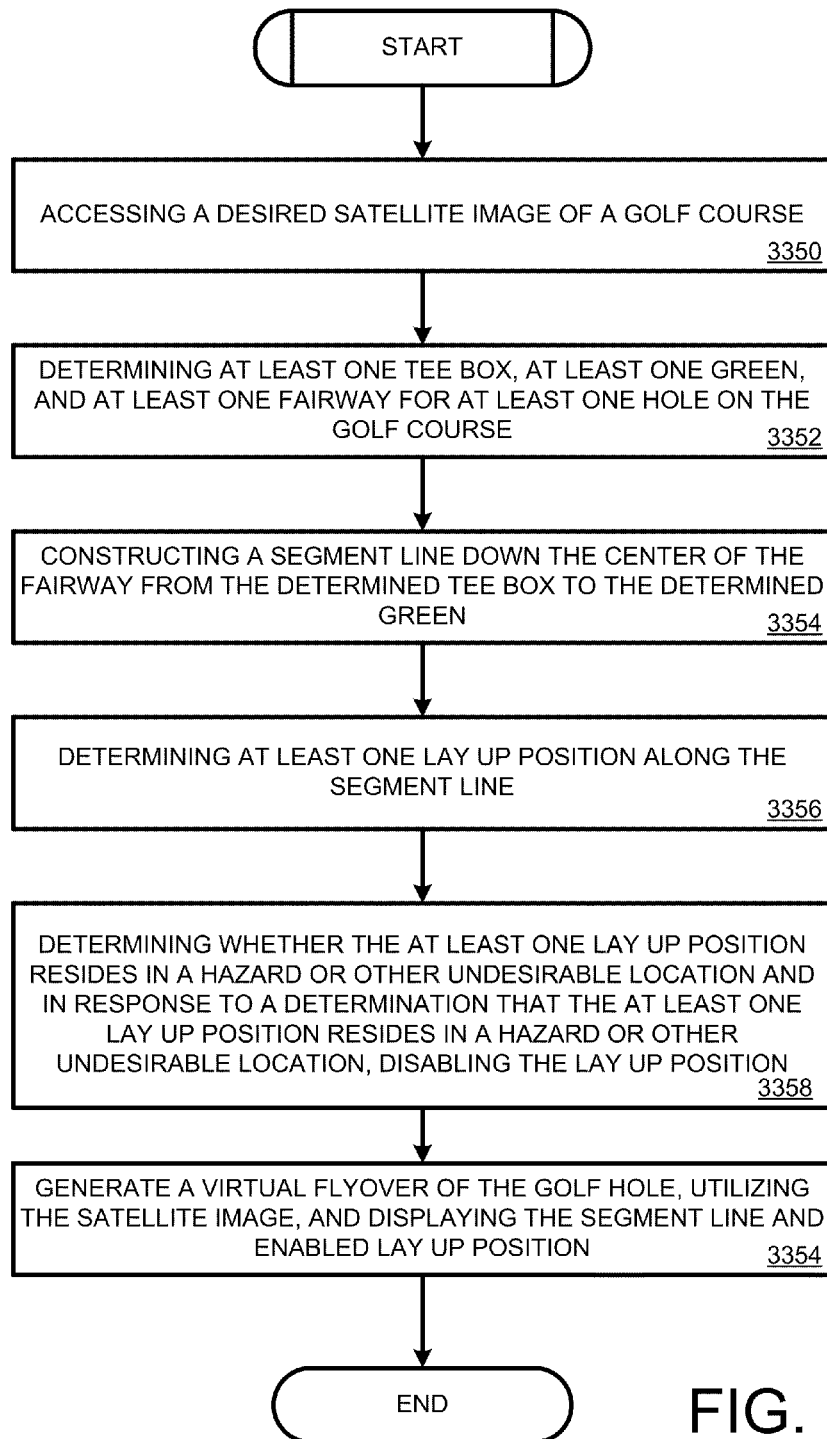 START
ACCESSING A DESIRED SATELLITE IMAGE OF A GOLF COURSE
3350
DETERMINING AT LEAST ONE TEE BOX, AT LEAST ONE GREEN,
AND AT LEAST ONE FAIRWAY FOR AT LEAST ONE HOLE ON THE
GOLF COURSE
3352
CONSTRUCTING A SEGMENT LINE DOWN THE CENTER OF THE
FAIRWAY FROM THE DETERMINED TEE BOX TO THE DETERMINED
GREEN
3354
DETERMINING AT LEAST ONE LAY UP POSITION ALONG THE
SEGMENT LINE
3356
DETERMINING WHETHER THE AT LEAST ONE LAY UP POSITION
RESIDES IN A HAZARD OR OTHER UNDESIRABLE LOCATION AND
IN RESPONSE TO A DETERMINATION THAT THE AT LEAST ONE
LAY UP POSITION RESIDES IN A HAZARD OR OTHER
UNDESIRABLE LOCATION, DISABLING THE LAY UP POSITION
3358
GENERATE A VIRTUAL FLYOVER OF THE GOLF HOLE, UTILIZING
THE SATELLITE IMAGE, AND DISPLAYING THE SEGMENT LINE AND
ENABLED LAY UP POSITION
3354
END
FIG.